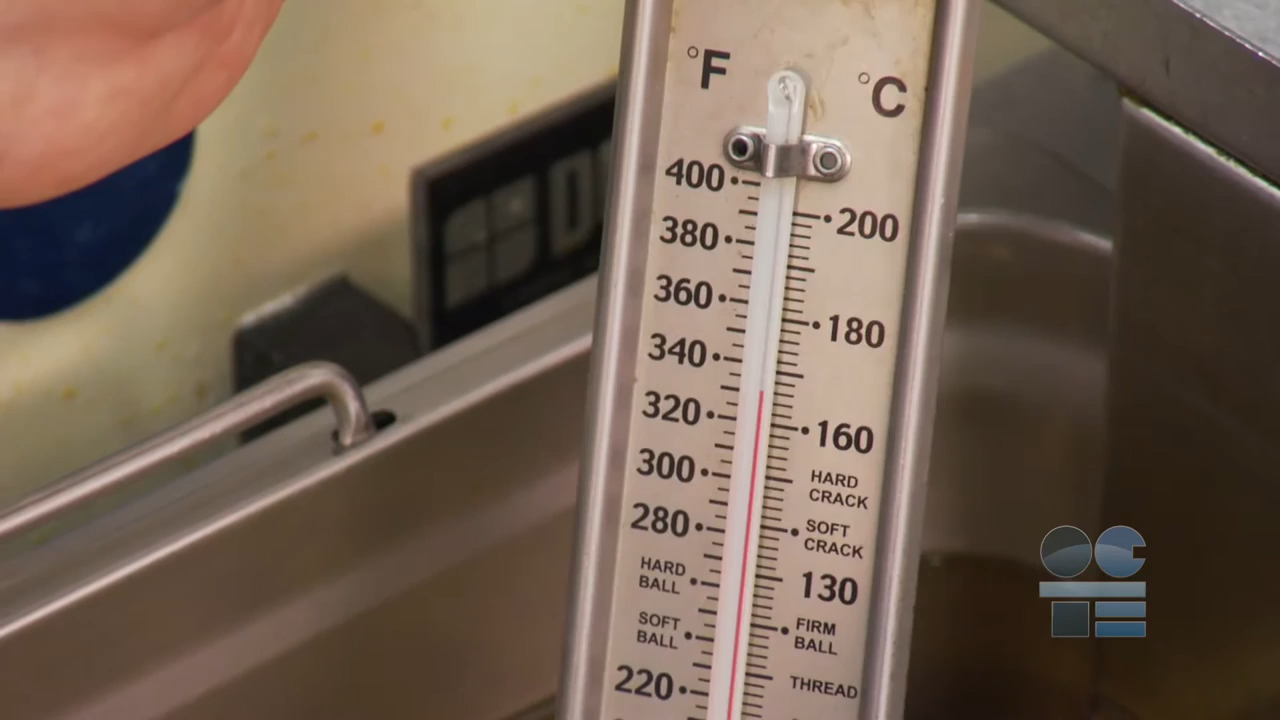 °F °C
400
200
380
360
180
340
320
160
300
HARD
CRACK
280
SOFT
CRACK
HARD
BALL
130
SOFT
BALL
FIRM
BALL
220
THREAD